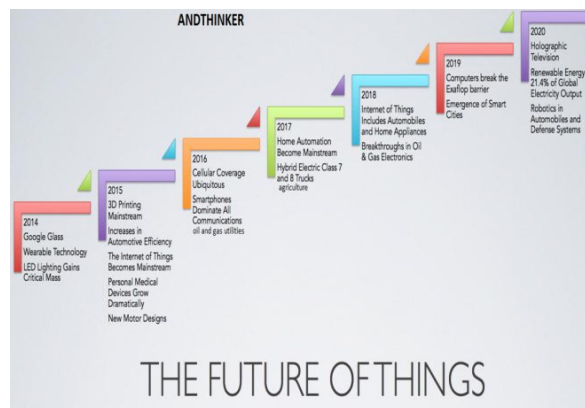 ANDTHINKER
2014
Google Glass
Wearable Technology
LED Lighting Gains
Critical Mass
2015
3D Printing
Mainstream
Increases in
Automotive Efficiency
The Internet of Things
Becomes Mainstream
Personal Medical
Devices Grow
Dramatically
New Motor Designs
2016
Cellular Coverage
Ubiquitous
Smartphones
Dominate All
Communications
oil and gas utilities
2017
Home Automation
Become Mainstream
Hybrid Electric Class 7
and 8 Trucks
agriculture
2018
Internet of Things
Includes Automobiles
and Home Appliances
Breakthroughs in Oil
& Gas Electronics
2019
Computers break the
Exaflop barrier
Emergence of Smart
Cities
2020
Holographic
Television
Renewable Energy
21.4% of Global
Electricity Output
Robotics in
Automobiles and
Defense Systems
THE FUTURE OF THINGS